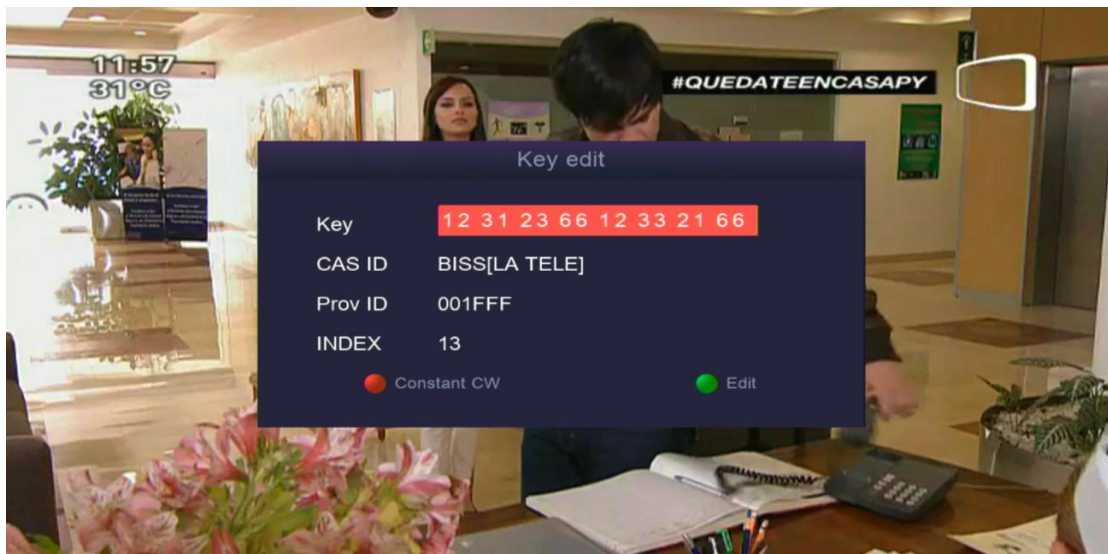 11:57
31°C
#QUEDATEENCASAPY
Key edit
Key 12 31 23 66 12 33 21 66
CAS ID BISS[LA TELE]
Prov ID 001FFF
INDEX 13
Constant CW Edit